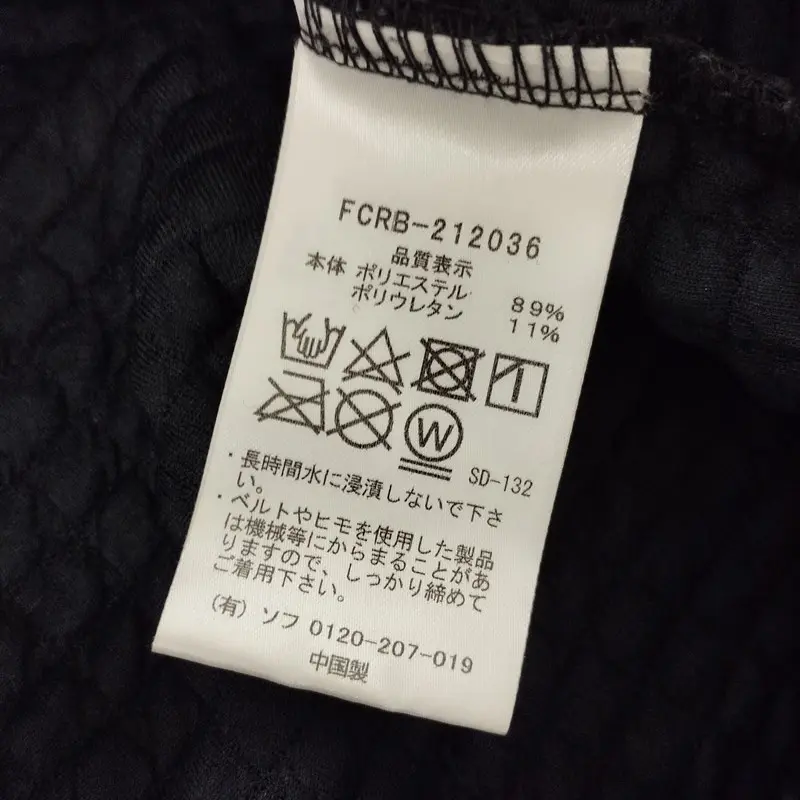 FCRB-212036
品質表示
本体 ポリエステル 89%
ポリウレタン 11%
W
SD-132
・長時間水に浸漬しないで下さ
い。
・ベルトやヒモを使用した製品
は機械等にからまることがあ
りますので、しっかり締めて
ご着用下さい。
(有) ソフ 0120-207-019
中国製